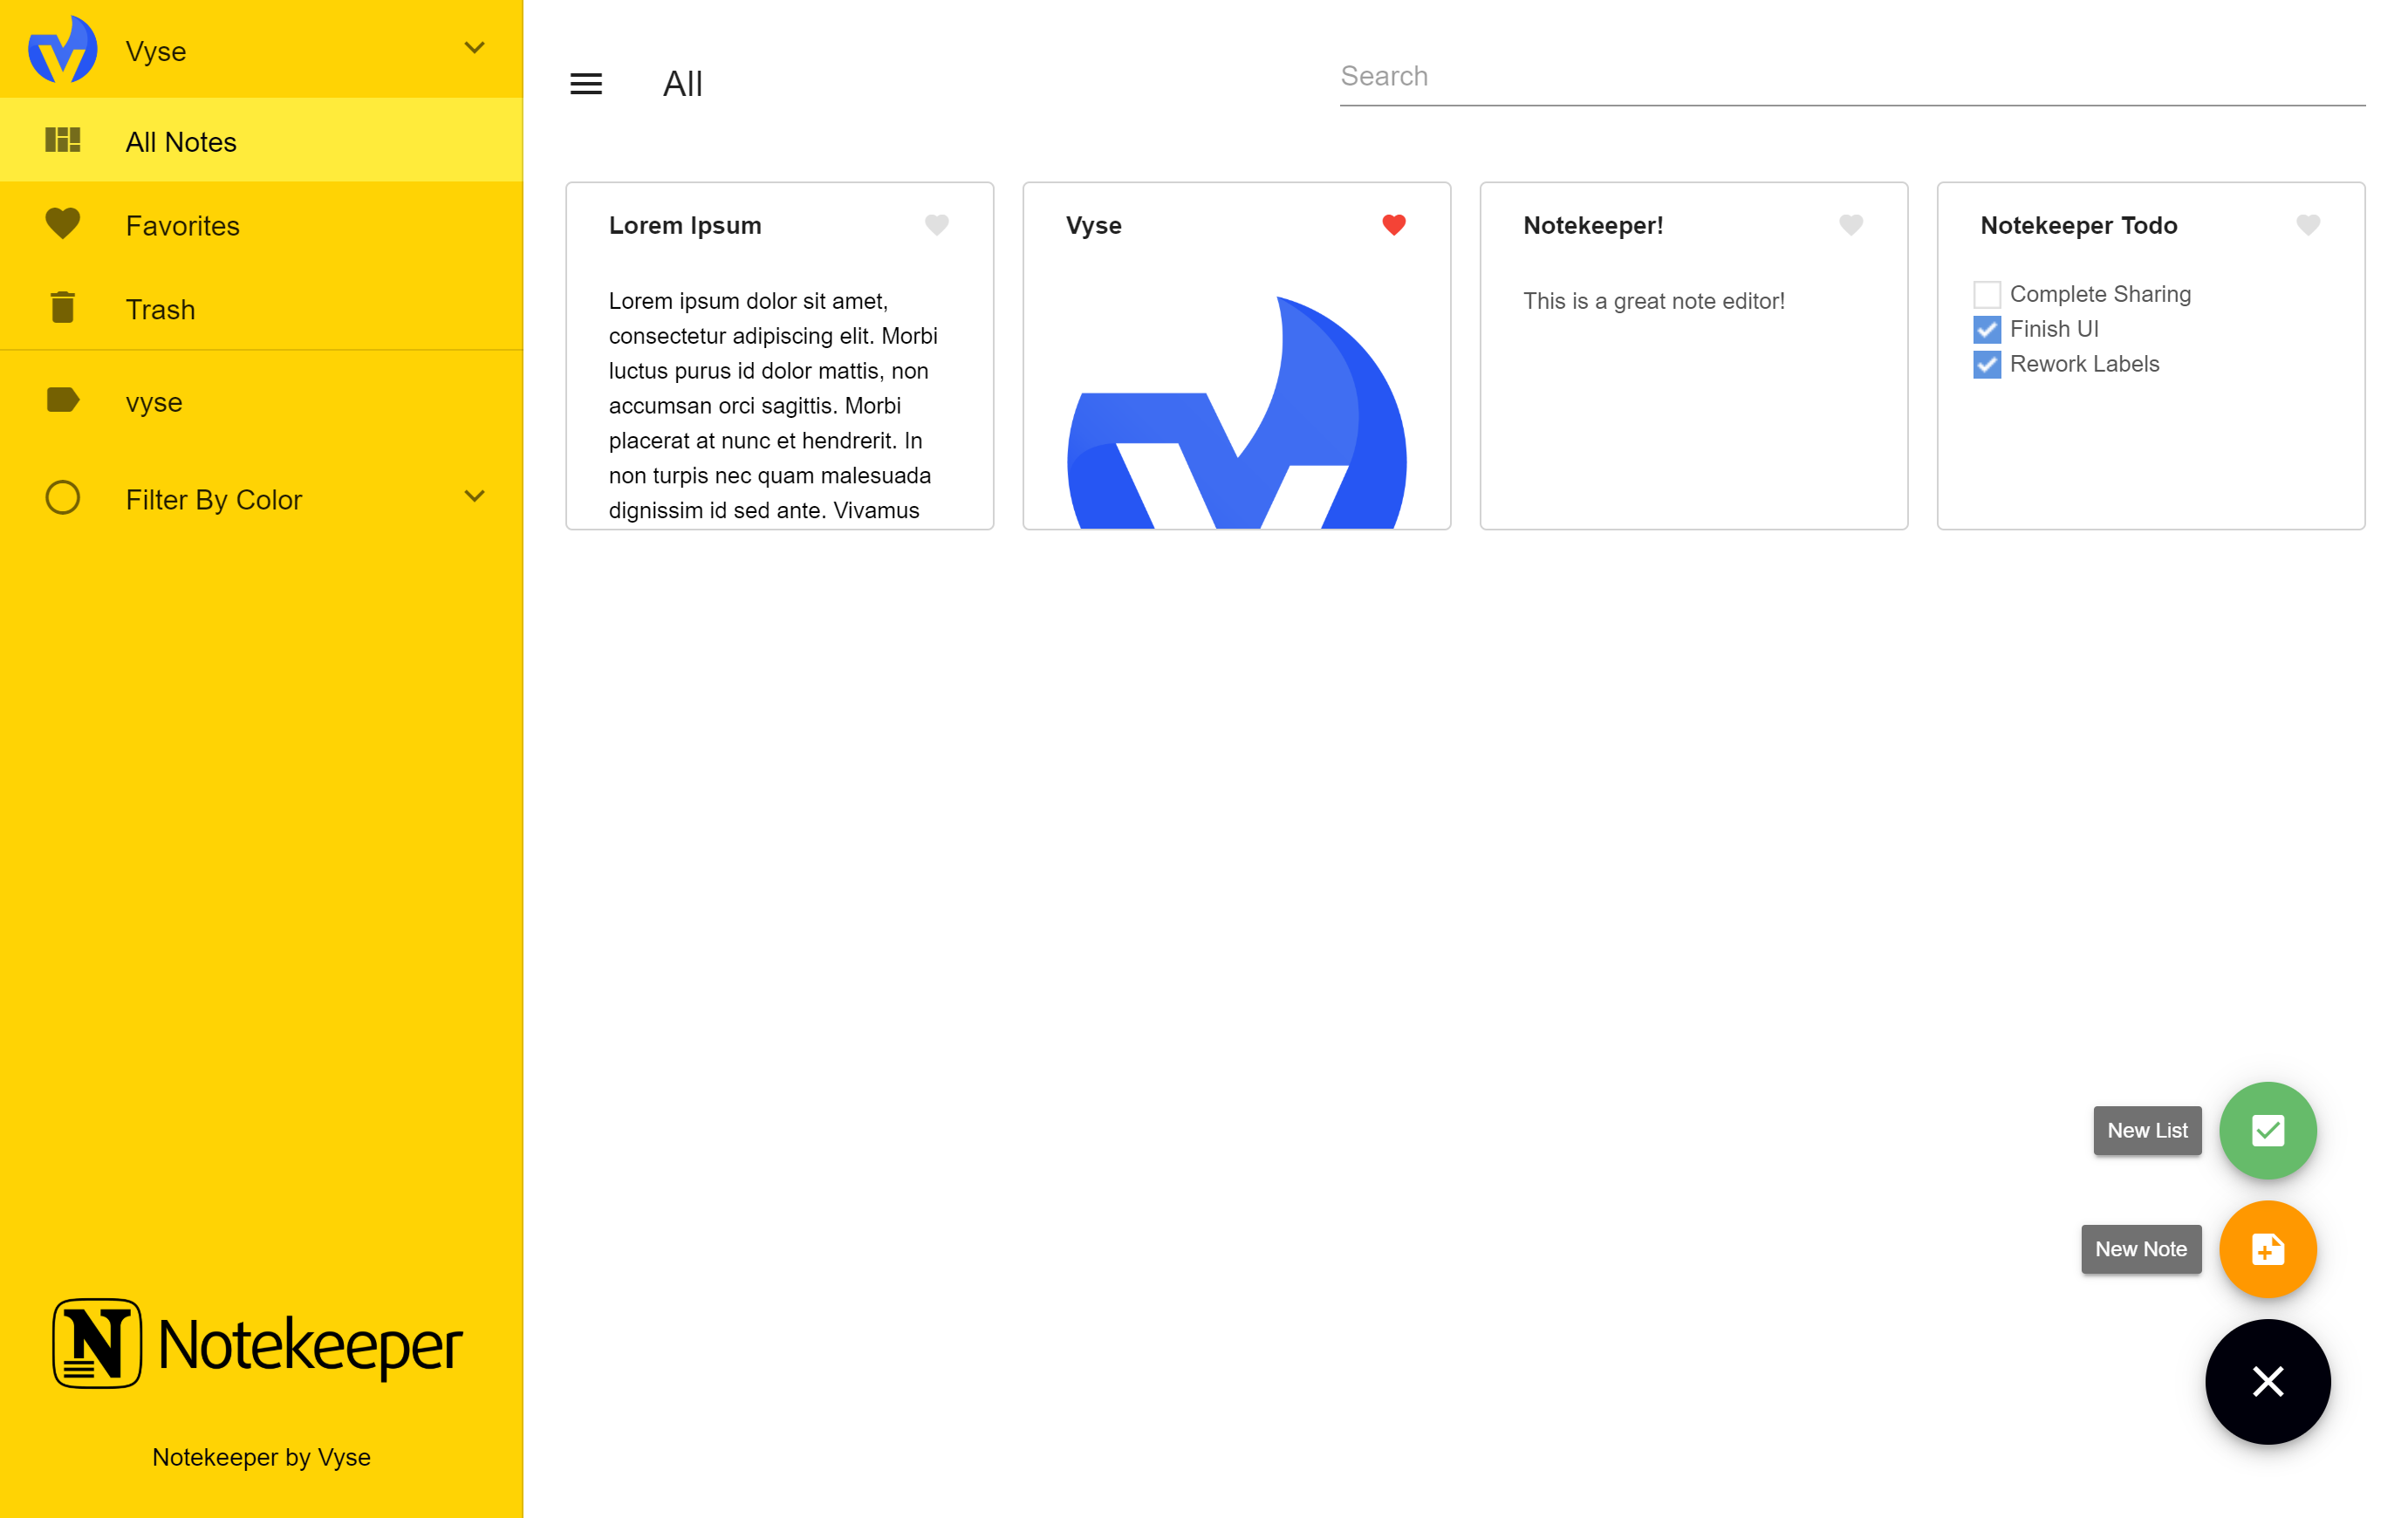 Vyse
All Notes
Favorites
Trash
vyse
Filter By Color
Notekeeper
Notekeeper by Vyse
All
Search
Lorem Ipsum
Lorem ipsum dolor sit amet,
consectetur adipiscing elit. Morbi
luctus purus id dolor mattis, non
accumsan orci sagittis. Morbi
placerat at nunc et hendrerit. In
non turpis nec quam malesuada
dignissim id sed ante. Vivamus
Vyse
Notekeeper!
This is a great note editor!
Notekeeper Todo
Complete Sharing
Finish UI
Rework Labels
New List
New Note